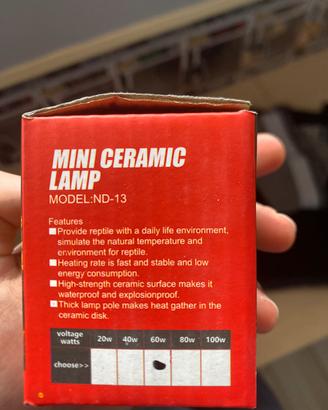 MINI CERAMIC
LAMP
MODEL:ND-13
Features
Provide reptile with a daily life environment,
simulate the natural temperature and
environment for reptile.
Heating rate is fast and stable and low
energy consumption.
High-strength ceramic surface makes it
waterproof and explosionproof.
Thick lamp pole makes heat gather in the
ceramic disk.
voltage
watts 20w 40w 60w 80w 100w
choose>>